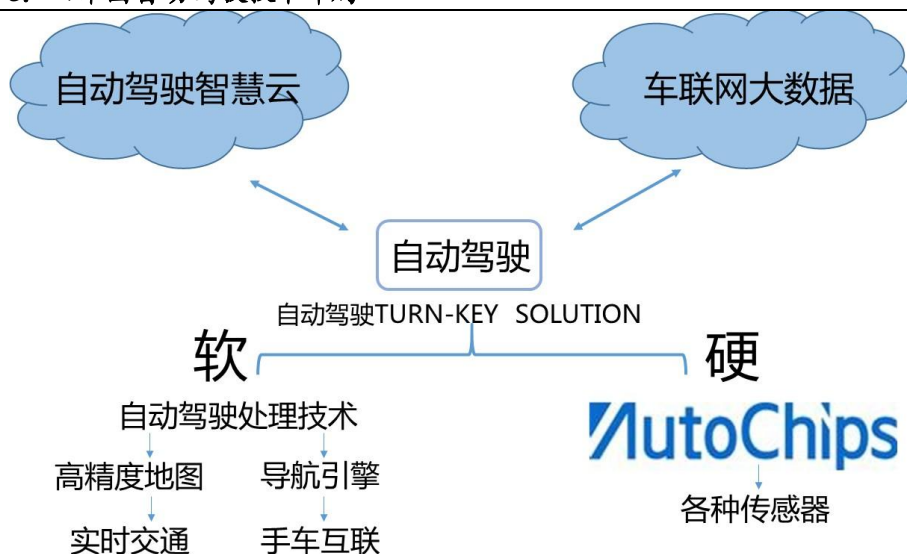 自动驾驶智慧云
车联网大数据
自动驾驶
自动驾驶TURN-KEY SOLUTION
软
硬
自动驾驶处理技术
AutoChips
高精度地图
导航引擎
各种传感器
实时交通
手车互联